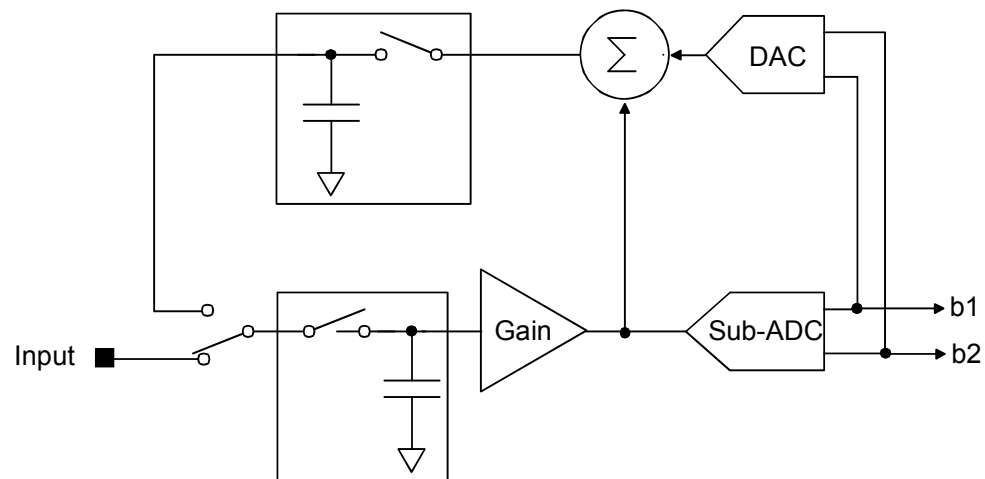 Σ
DAC
Input
Gain
Sub-ADC
b1
b2